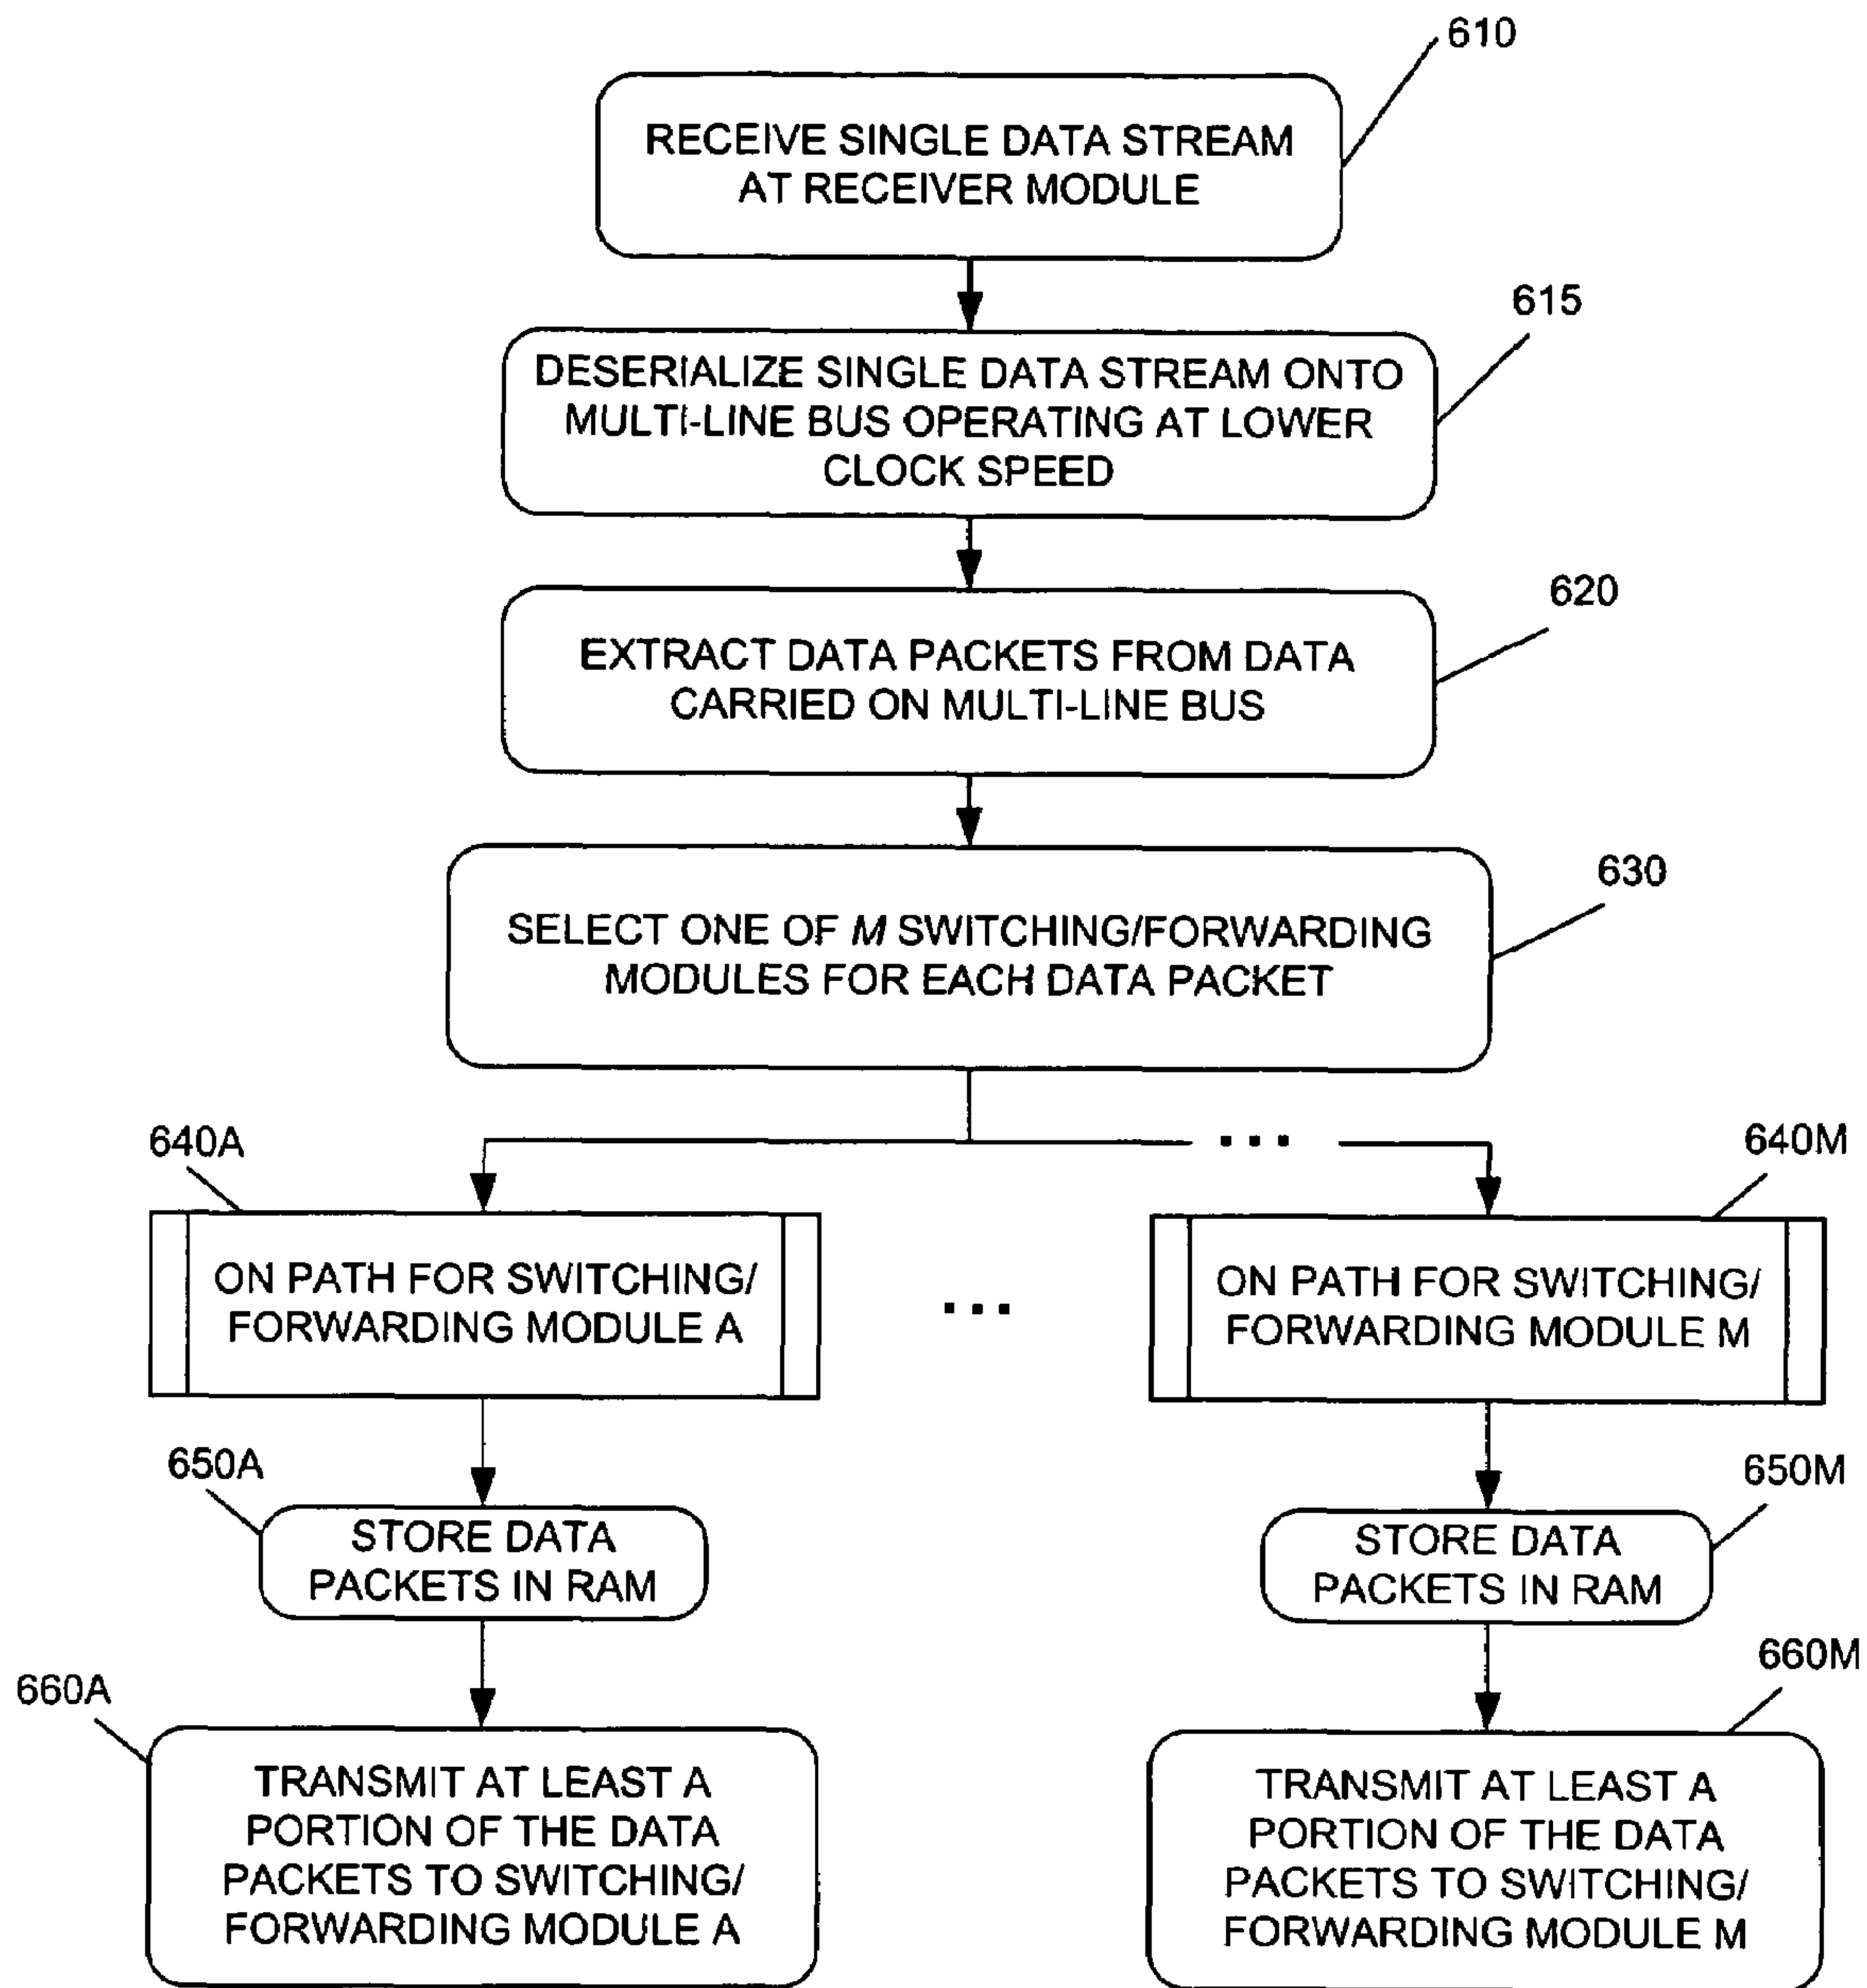 610
RECEIVE SINGLE DATA STREAM
AT RECEIVER MODULE
615
DESERIALIZE SINGLE DATA STREAM ONTO
MULTI-LINE BUS OPERATING AT LOWER
CLOCK SPEED
620
EXTRACT DATA PACKETS FROM DATA
CARRIED ON MULTI-LINE BUS
630
SELECT ONE OF M SWITCHING/FORWARDING
MODULES FOR EACH DATA PACKET
...
640A
ON PATH FOR SWITCHING/
FORWARDING MODULE A
...
640M
ON PATH FOR SWITCHING/
FORWARDING MODULE M
650A
STORE DATA
PACKETS IN RAM
650M
STORE DATA
PACKETS IN RAM
660A
TRANSMIT AT LEAST A
PORTION OF THE DATA
PACKETS TO SWITCHING/
FORWARDING MODULE A
660M
TRANSMIT AT LEAST A
PORTION OF THE DATA
PACKETS TO SWITCHING/
FORWARDING MODULE M